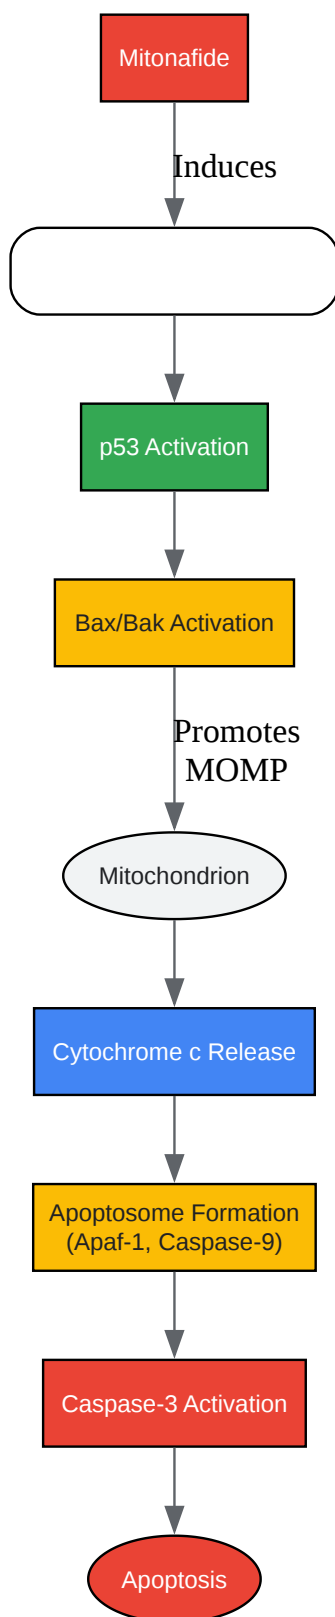 Mitonafide
Induces
p53 Activation
Bax/Bak Activation
Promotes
MOMP
Mitochondrion
Cytochrome c Release
Apoptosome Formation
(Apaf-1, Caspase-9)
Caspase-3 Activation
Apoptosis